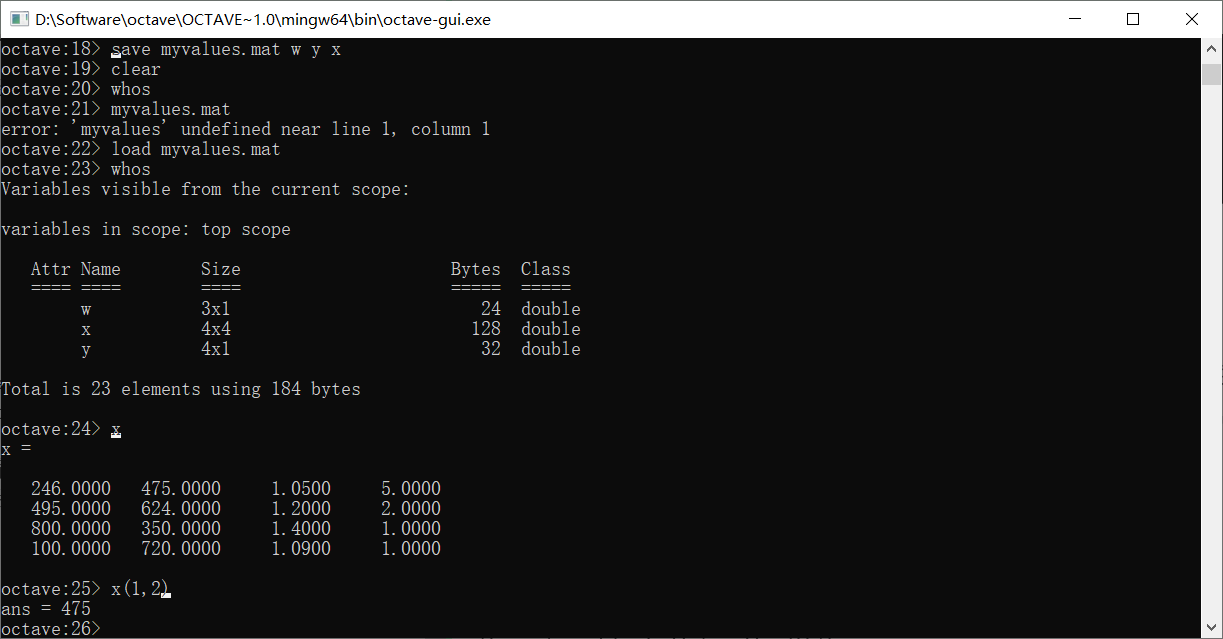 D:\Software\octave\OCTAVE~1.0\mingw64\bin\octave-gui.exe
octave:18> save myvalues.mat w y x
octave:19> clear
octave:20> whos
octave:21> myvalues.mat
error: 'myvalues' undefined near line 1, column 1
octave:22> load myvalues.mat
octave:23> whos
Variables visible from the current scope:
variables in scope: top scope
Attr Name Size Bytes Class
==== ==== ==== ===== =====
w 3x1 24 double
x 4x4 128 double
y 4x1 32 double
Total is 23 elements using 184 bytes
octave:24> x
x =
246.0000 475.0000 1.0500 5.0000
495.0000 624.0000 1.2000 2.0000
800.0000 350.0000 1.4000 1.0000
100.0000 720.0000 1.0900 1.0000
octave:25> x(1,2)
ans = 475
octave:26>